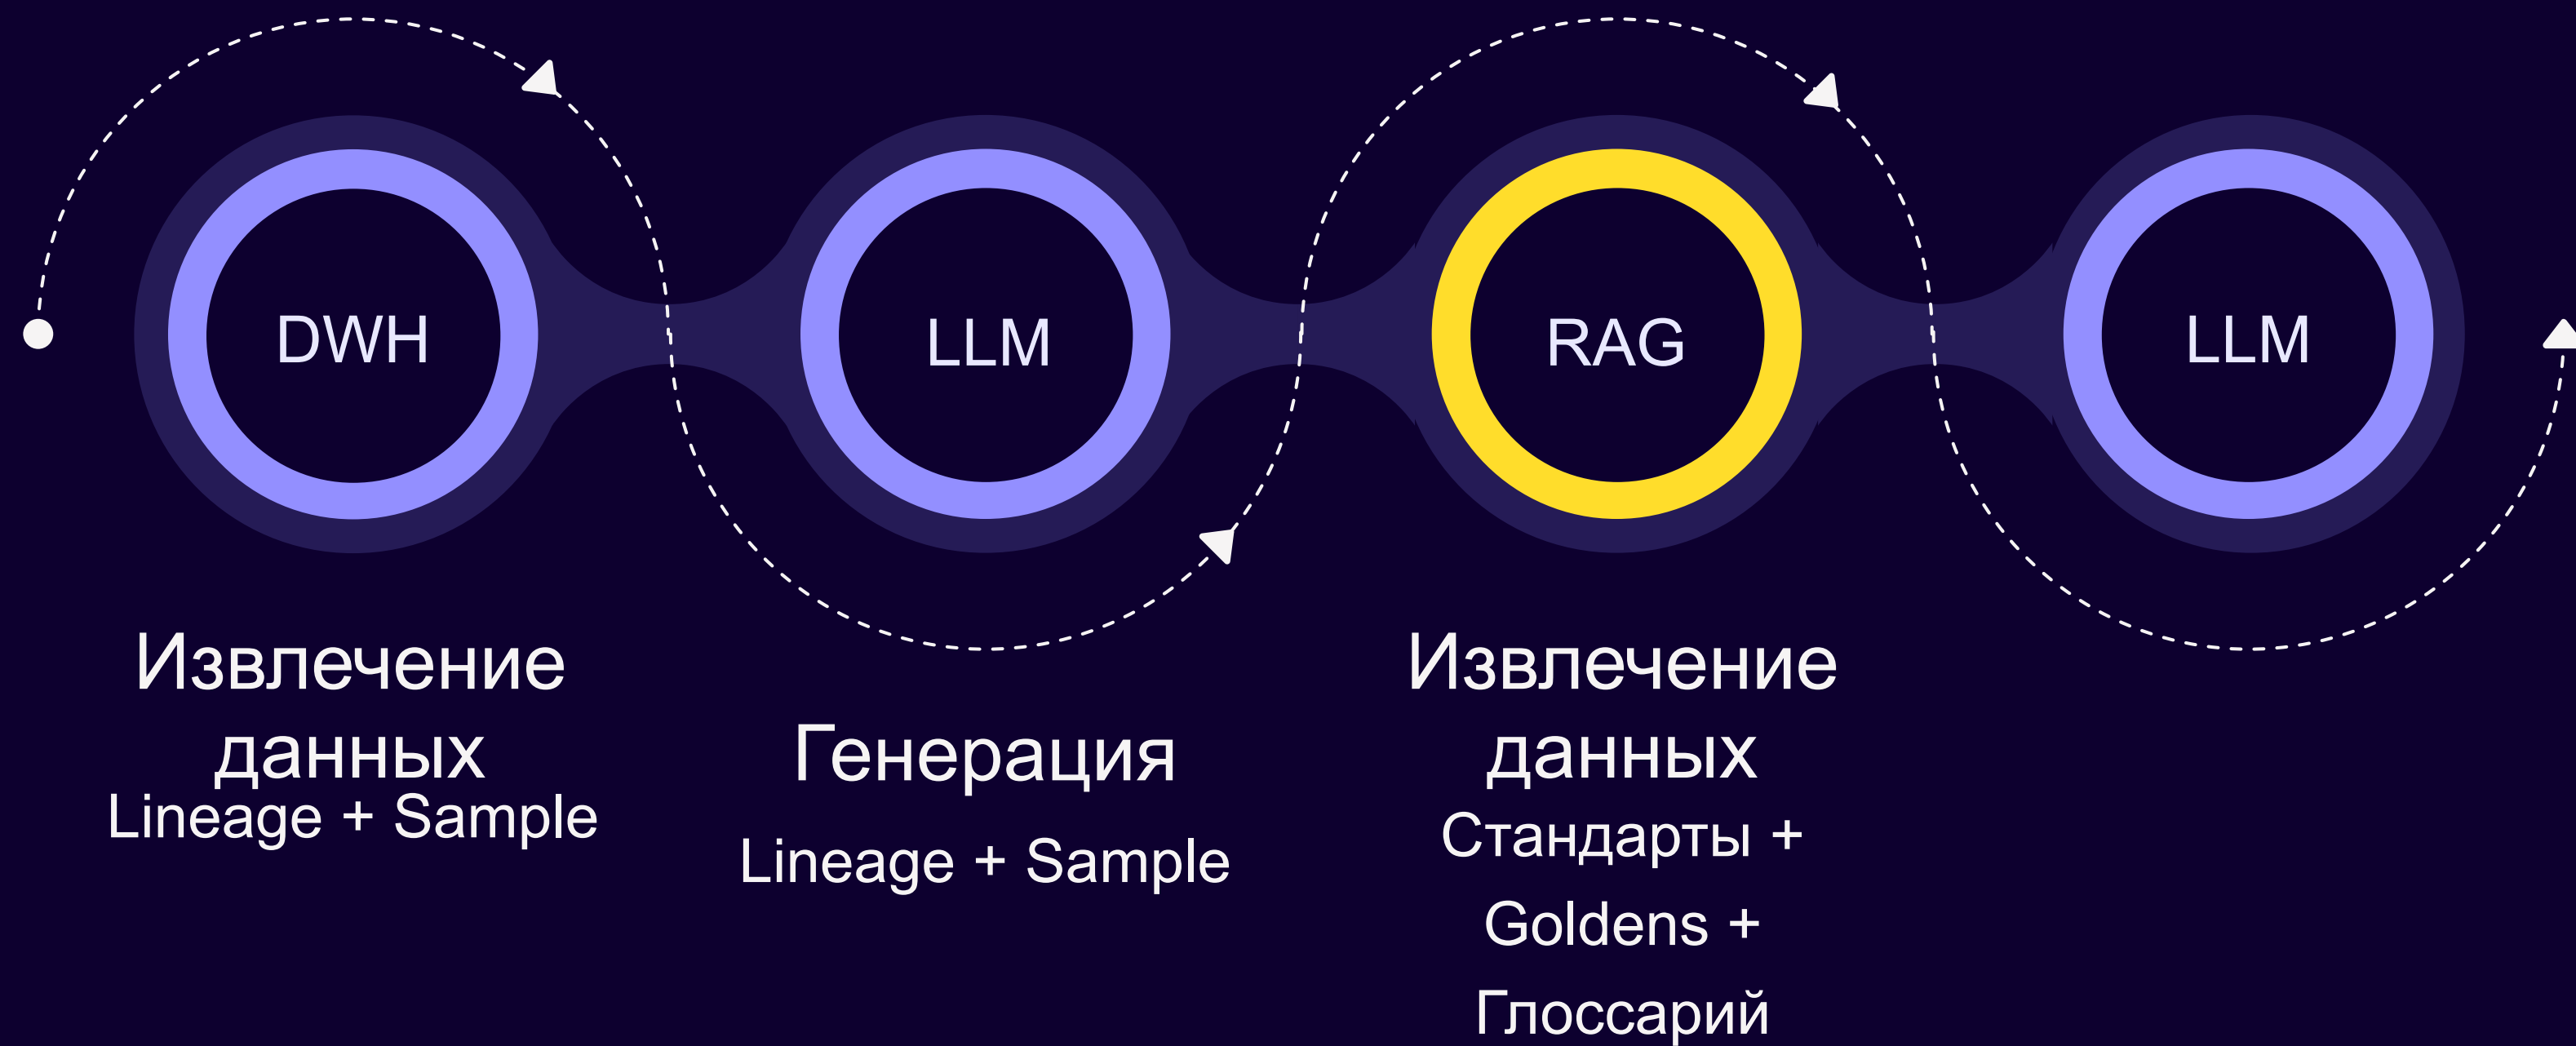 DWH
LLM
RAG
LLM
Извлечение
данных
Lineage + Sample
Генерация
Lineage + Sample
Извлечение
данных
Стандарты +
Goldens +
Глоссарий